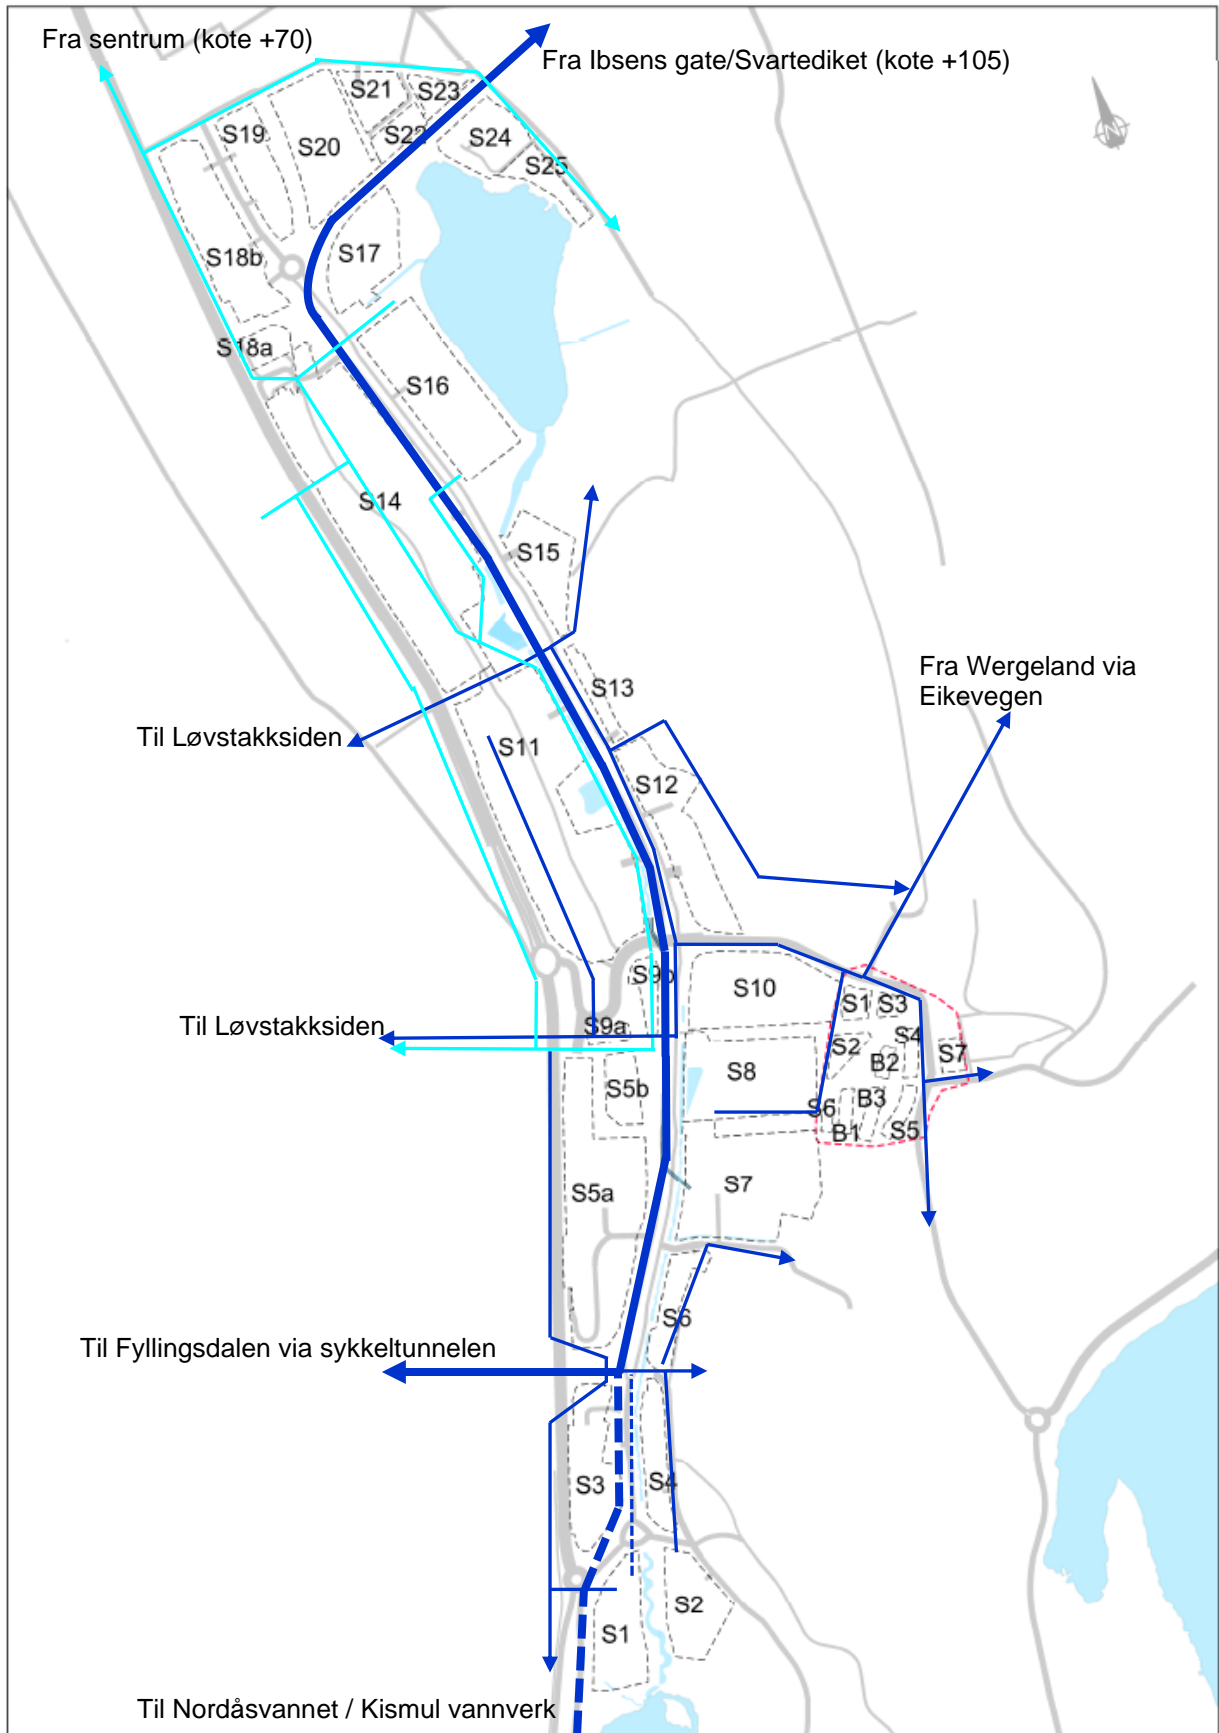 Fra sentrum (kote +70)
Fra Ibsens gate/Svartediket (kote +105)
S21
S23
S19
S20
S22
S24
S25
S18b
S17
S18a
S16
S14
S15
Fra Wergeland via
Eikevegen
S13
Til Løvstakksiden
S11
S12
S9b
S10
S1
S3
Til Løvstakksiden
S9a
S2
S4
S7
B2
S8
S5b
S6
B3
B1
S5
S5a
S7
S6
Til Fyllingsdalen via sykkeltunnelen
S3
S4
S2
S1
Til Nordåsvannet / Kismul vannverk